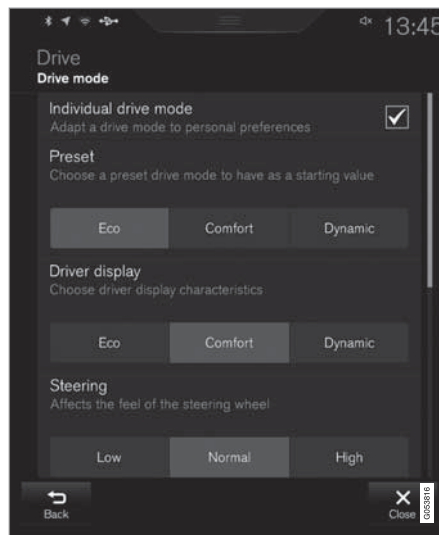 13:45
Drive
Drive mode
Individual drive mode
Adapt a drive mode to personal preferences
Preset
Choose a preset drive mode to have as a starting value
Eco Comfort Dynamic
Driver display
Choose driver display characteristics
Eco Comfort Dynamic
Steering
Affects the feel of the steering wheel
Low Normal High
Back Close
G053816